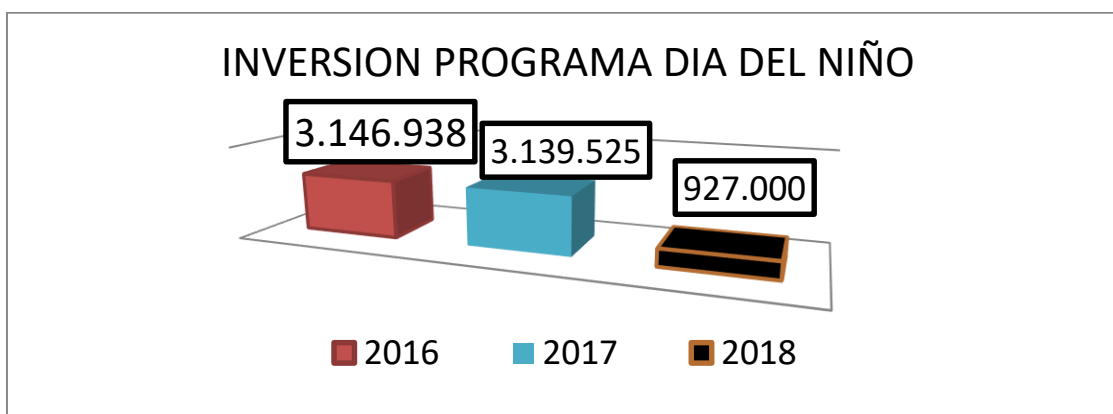 INVERSION PROGRAMA DIA DEL NIÑO
3.146.938
3.139.525
927.000
2016 2017 2018